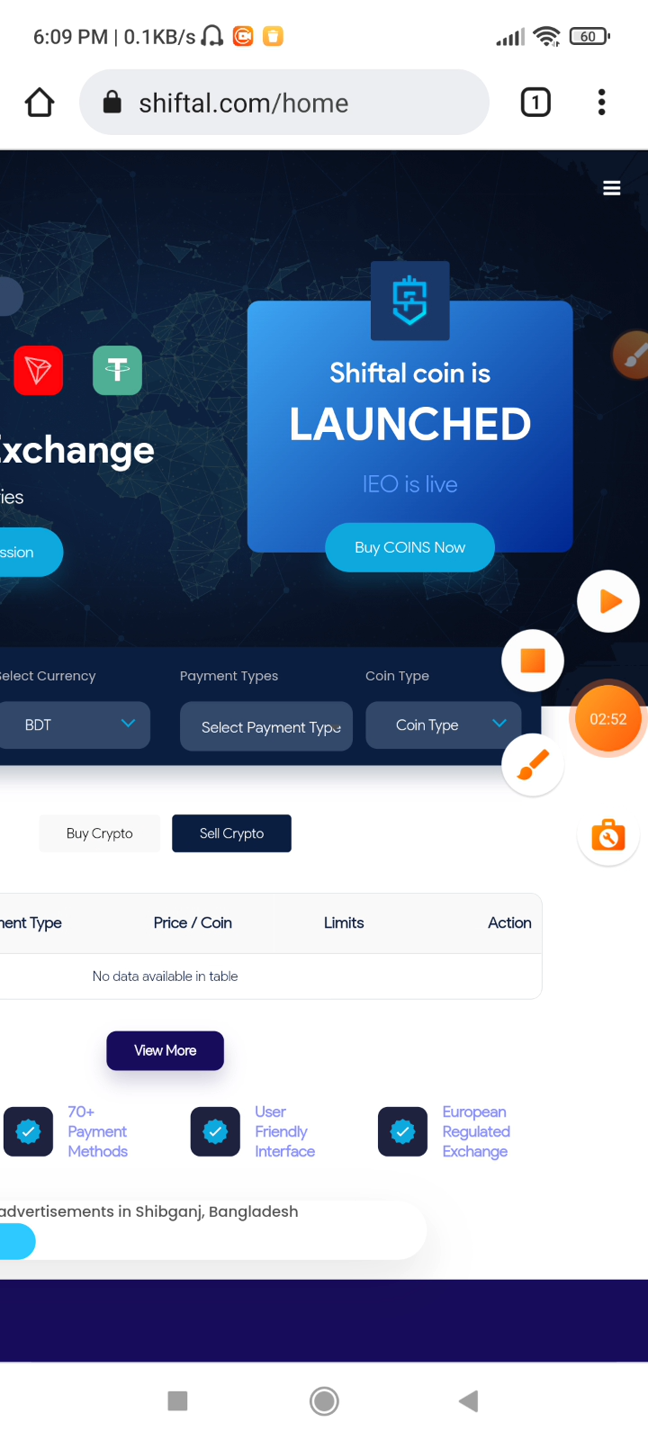 6:09 PM | 0.1KB/s
60
shiftal.com/home
1
Shiftal coin is
LAUNCHED
xchange
IEO is live
ries
ssion
Buy COINS Now
Select Currency
Payment Types
Coin Type
BDT
Select Payment Type
Coin Type
02:52
Buy Crypto
Sell Crypto
ment Type
Price / Coin
Limits
Action
No data available in table
View More
70+
Payment
Methods
User
Friendly
Interface
European
Regulated
Exchange
advertisements in Shibganj, Bangladesh